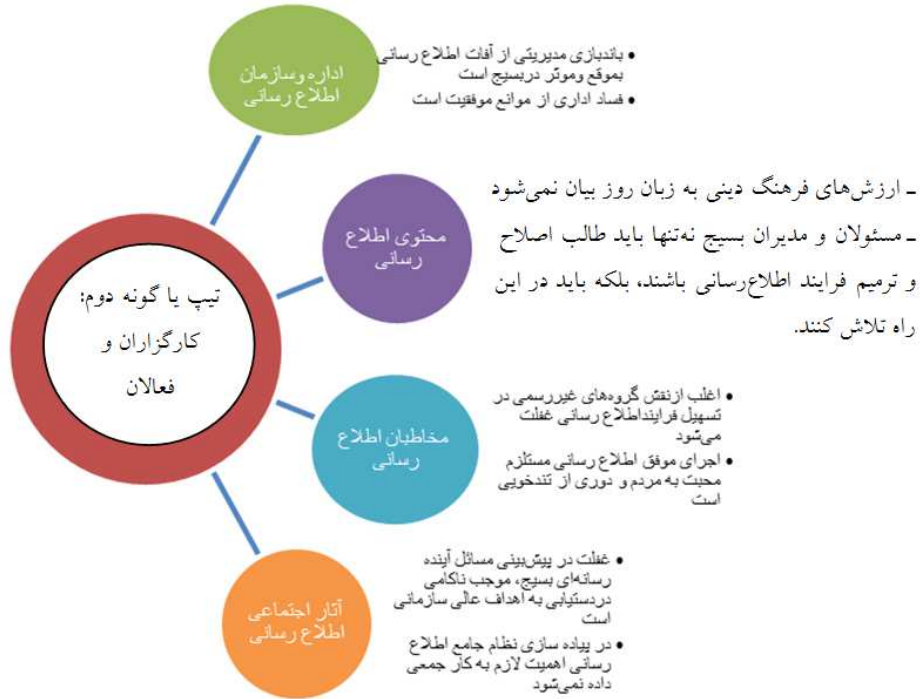 اداره وسازمان
اطلاع رسانی
• باندبازی مدیریتی از آفات اطلاع رسانی
بموقع وموثر دربسیج است
• فساد اداری از موانع موفقیت است
محتوی اطلاع
رسانی
ـ ارزش‌های فرهنگ دینی به زبان روز بیان نمی‌شود
ـ مسئولان و مدیران بسیج نه‌تنها باید طالب اصلاح
و ترمیم فرایند اطلاع‌رسانی باشند، بلکه باید در این
راه تلاش کنند.
تیپ یا گونه دوم:
کارگزاران و
فعالان
مخاطبان اطلاع
رسانی
• اغلب ازنقش گروه‌های غیررسمی در
تسهیل فراینداطلاع رسانی غفلت
می‌شود
• اجرای موفق اطلاع رسانی مستلزم
محبت به مردم و دوری از تندخویی
است
آثار اجتماعی
اطلاع رسانی
• غفلت در پیش‌بینی مسائل آینده
رسانه‌ای بسیج، موجب ناکامی
دردستیابی به اهداف عالی سازمانی
است
• در پیاده سازی نظام جامع اطلاع
رسانی اهمیت لازم به کار جمعی
داده نمی‌شود